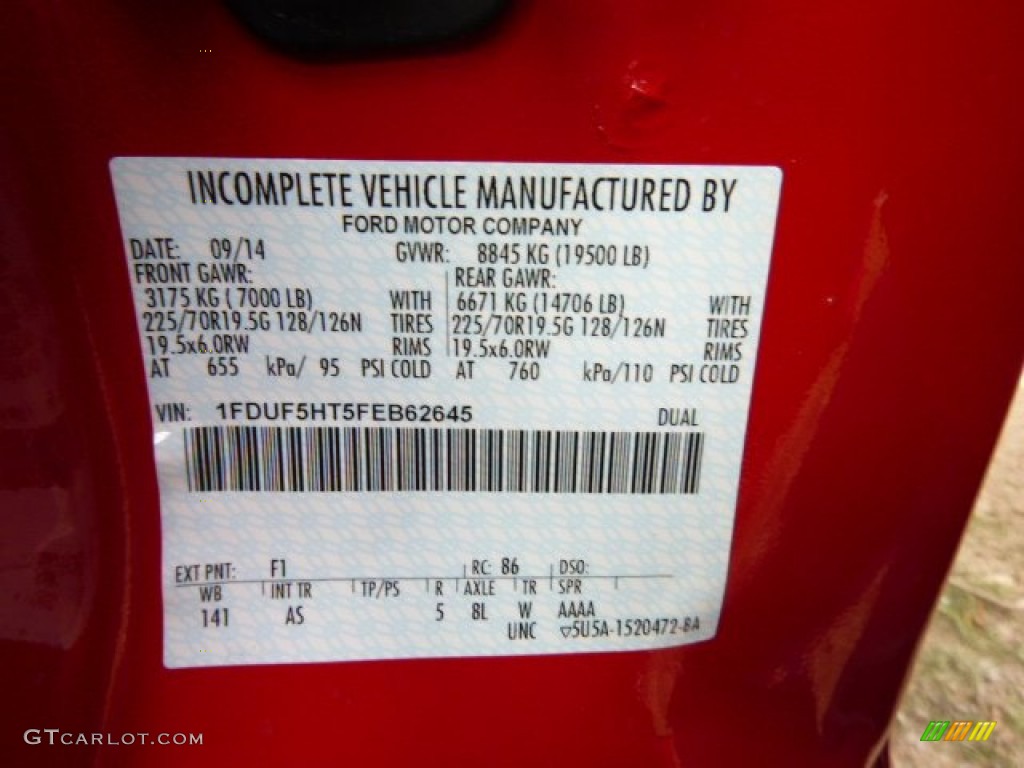 INCOMPLETE VEHICLE MANUFACTURED BY
FORD MOTOR COMPANY
DATE: 09/14 GVWR: 8845 KG (19500 LB)
FRONT GAWR: REAR GAWR:
3175 KG ( 7000 LB) WITH 6671 KG (14706 LB) WITH
225/70R19.5G 128/126N TIRES 225/70R19.5G 128/126N TIRES
19.5x6.0RW RIMS 19.5x6.0RW RIMS
AT 655 kPa/ 95 PSI COLD AT 760 kPa/110 PSI COLD
VIN: 1FDUF5HT5FEB62645 DUAL
EXT PNT: F1 RC: 86 DSO:
WB INT TR TP/PS R AXLE TR SPR
141 AS 5 8L W AAAA
UNC ▽5U5A-1520472-BA
GTCARLOT.COM